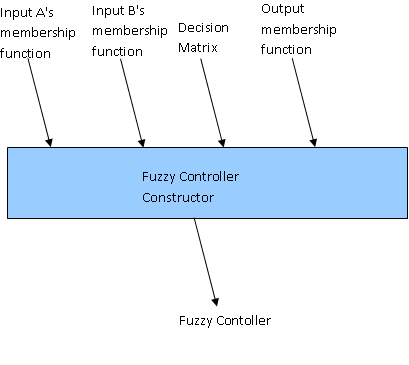 Input A's
membership
function
Input B's
membership
function
Decision
Matrix
Output
membership
function
Fuzzy Controller
Constructor
Fuzzy Contoller